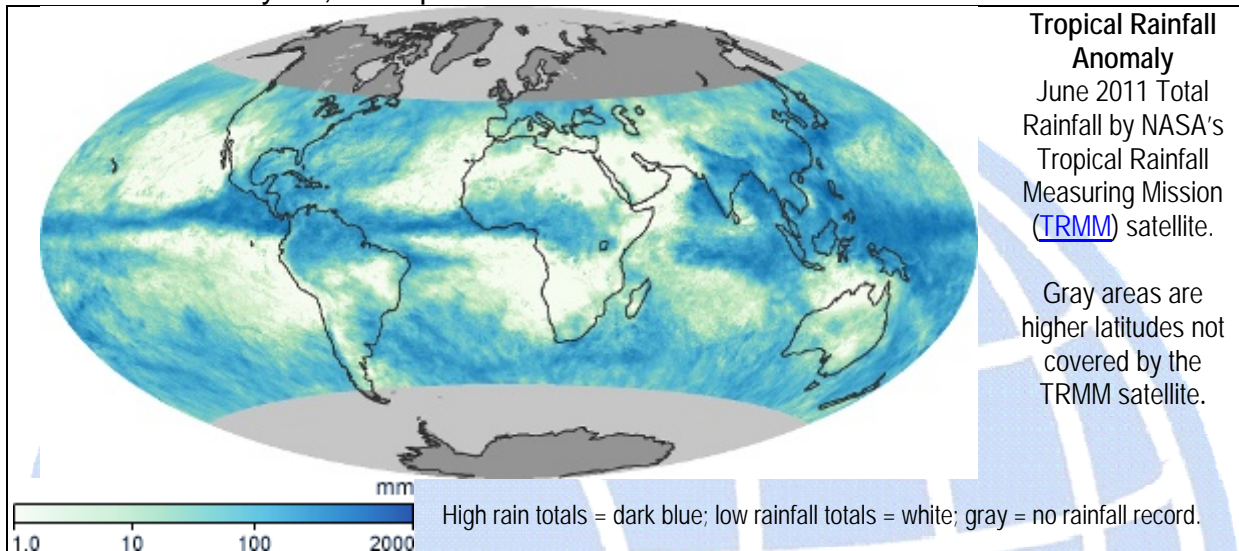 Tropical Rainfall
Anomaly
June 2011 Total
Rainfall by NASA's
Tropical Rainfall
Measuring Mission
(TRMM) satellite.
Gray areas are
higher latitudes not
covered by the
TRMM satellite.
mm
1.0 10 100 2000
High rain totals = dark blue; low rainfall totals = white; gray = no rainfall record.